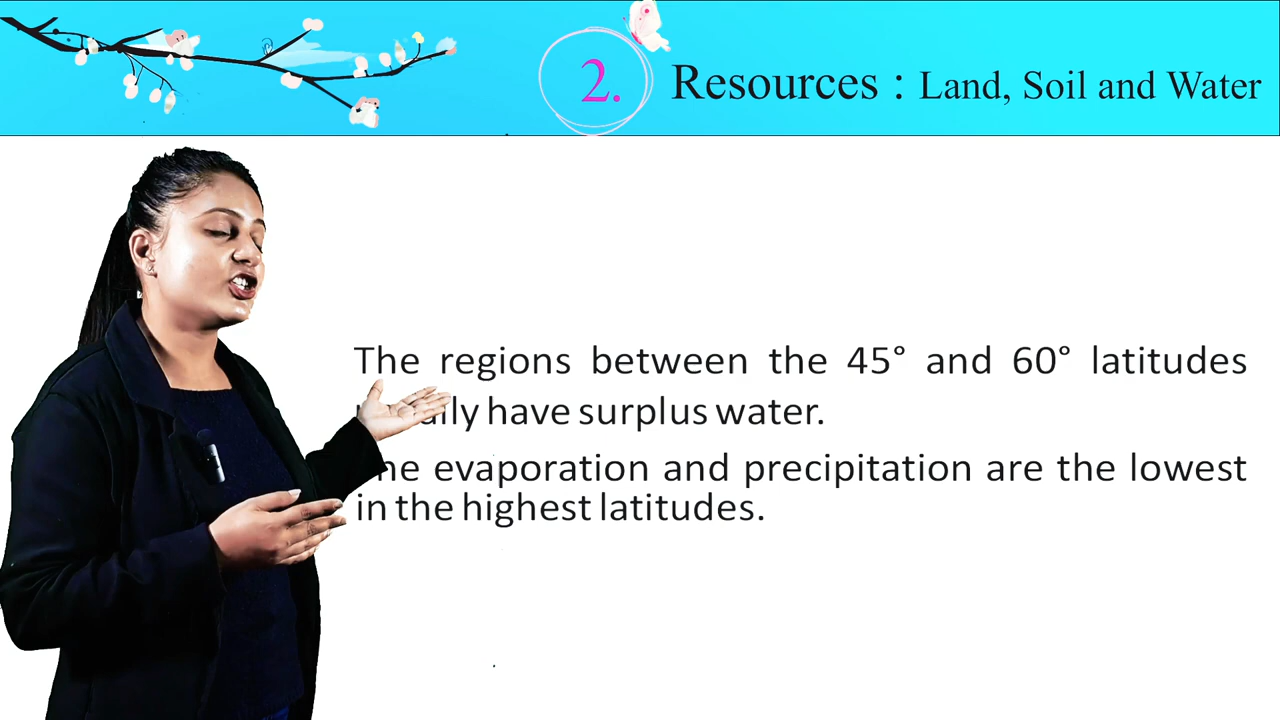 2. Resources : Land, Soil and Water
The regions between the 45° and 60° latitudes
have surplus water.
evaporation and precipitation are the lowest
in the highest latitudes.